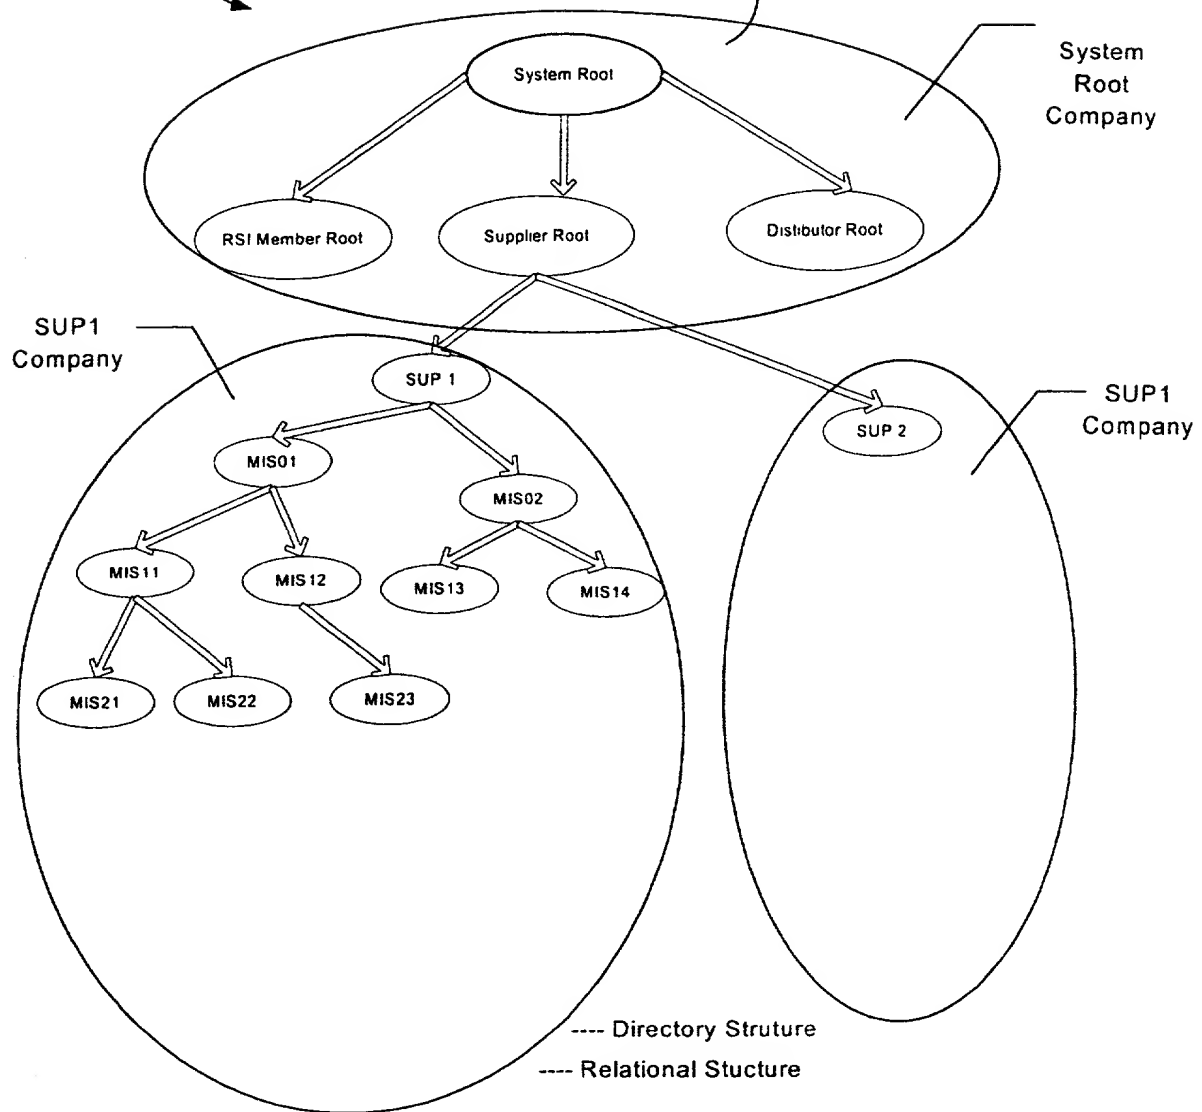 System
Root
Company
System Root
RSI Member Root
Supplier Root
Distibutor Root
SUP1
Company
SUP 1
SUP 2
SUP1
Company
MIS01
MIS02
MIS11
MIS12
MIS13
MIS14
MIS21
MIS22
MIS23
---- Directory Struture
---- Relational Stucture